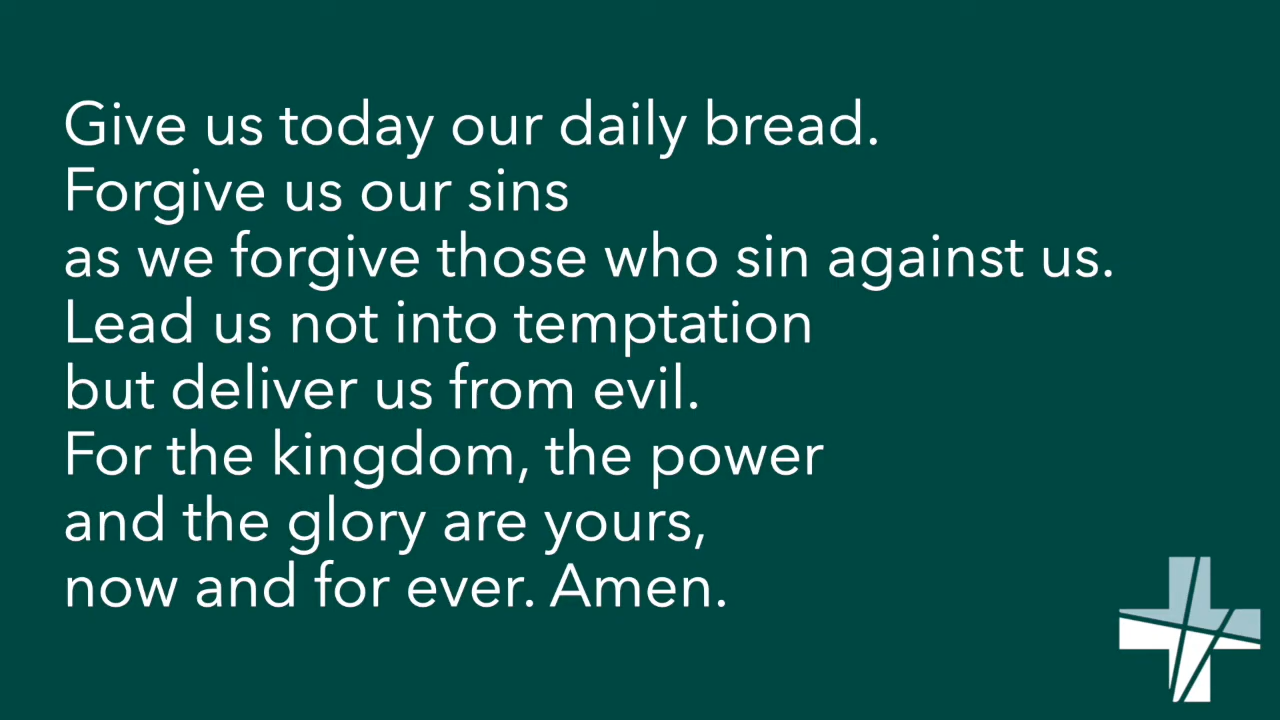 Give us today our daily bread.
Forgive us our sins
as we forgive those who sin against us.
Lead us not into temptation
but deliver us from evil.
For the kingdom, the power
and the glory are yours,
now and for ever. Amen.